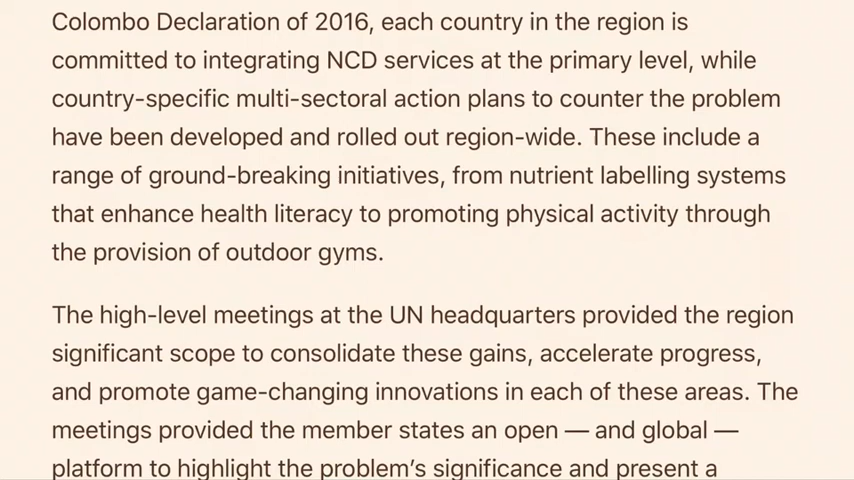 Colombo Declaration of 2016, each country in the region is
committed to integrating NCD services at the primary level, while
country-specific multi-sectoral action plans to counter the problem
have been developed and rolled out region-wide. These include a
range of ground-breaking initiatives, from nutrient labelling systems
that enhance health literacy to promoting physical activity through
the provision of outdoor gyms.
The high-level meetings at the UN headquarters provided the region
significant scope to consolidate these gains, accelerate progress,
and promote game-changing innovations in each of these areas. The
meetings provided the member states an open — and global —
platform to highlight the problem’s significance and present a